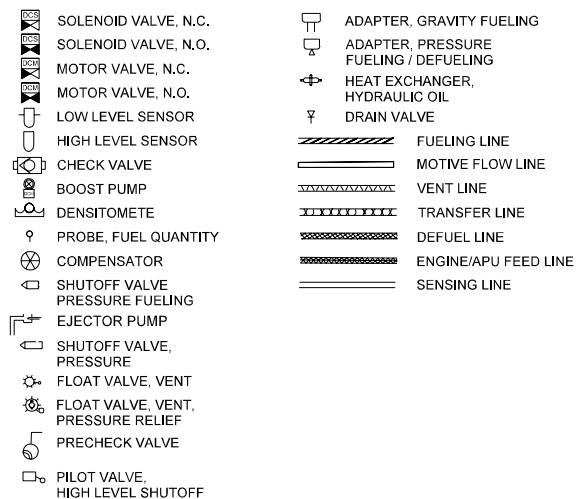 DCS SOLENOID VALVE, N.C.
DCS SOLENOID VALVE, N.O.
DCM MOTOR VALVE, N.C.
DCM MOTOR VALVE, N.O.
LOW LEVEL SENSOR
HIGH LEVEL SENSOR
CHECK VALVE
DCM BOOST PUMP
DENSITOMETE
PROBE, FUEL QUANTITY
COMPENSATOR
SHUTOFF VALVE
PRESSURE FUELING
EJECTOR PUMP
SHUTOFF VALVE,
PRESSURE
FLOAT VALVE, VENT
FLOAT VALVE, VENT,
PRESSURE RELIEF
PRECHECK VALVE
PILOT VALVE,
HIGH LEVEL SHUTOFF
ADAPTER, GRAVITY FUELING
ADAPTER, PRESSURE
FUELING / DEFUELING
HEAT EXCHANGER,
HYDRAULIC OIL
DRAIN VALVE
FUELING LINE
MOTIVE FLOW LINE
VENT LINE
TRANSFER LINE
DEFUEL LINE
ENGINE/APU FEED LINE
SENSING LINE